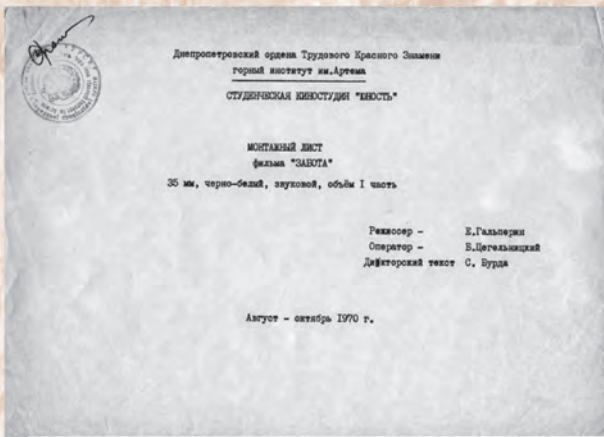 Днепропетровский ордена Трудового Красного Знамени
горный институт им.Артема
СТУДЕНЧЕСКАЯ КИНОСТУДИЯ "ЮНОСТЬ"
МОНТАЖНЫЙ ЛИСТ
фильма "ЗАБОТА"
35 мм, черно-белый, звуковой, объём I часть
Режиссер - Е.Гальперин
Оператор - Б.Цегельницкий
Дикторский текст С. Бурда
Август - октябрь 1970 г.